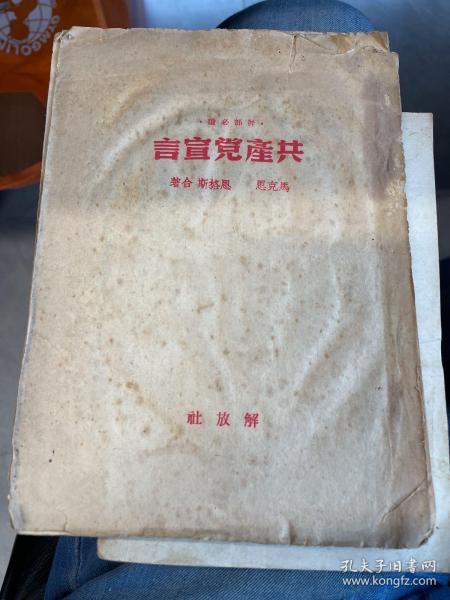 ·幹部必讀·
共產党宣言
馬克思 恩格斯 合著
解放社
孔夫子旧书网
www.kongfz.com